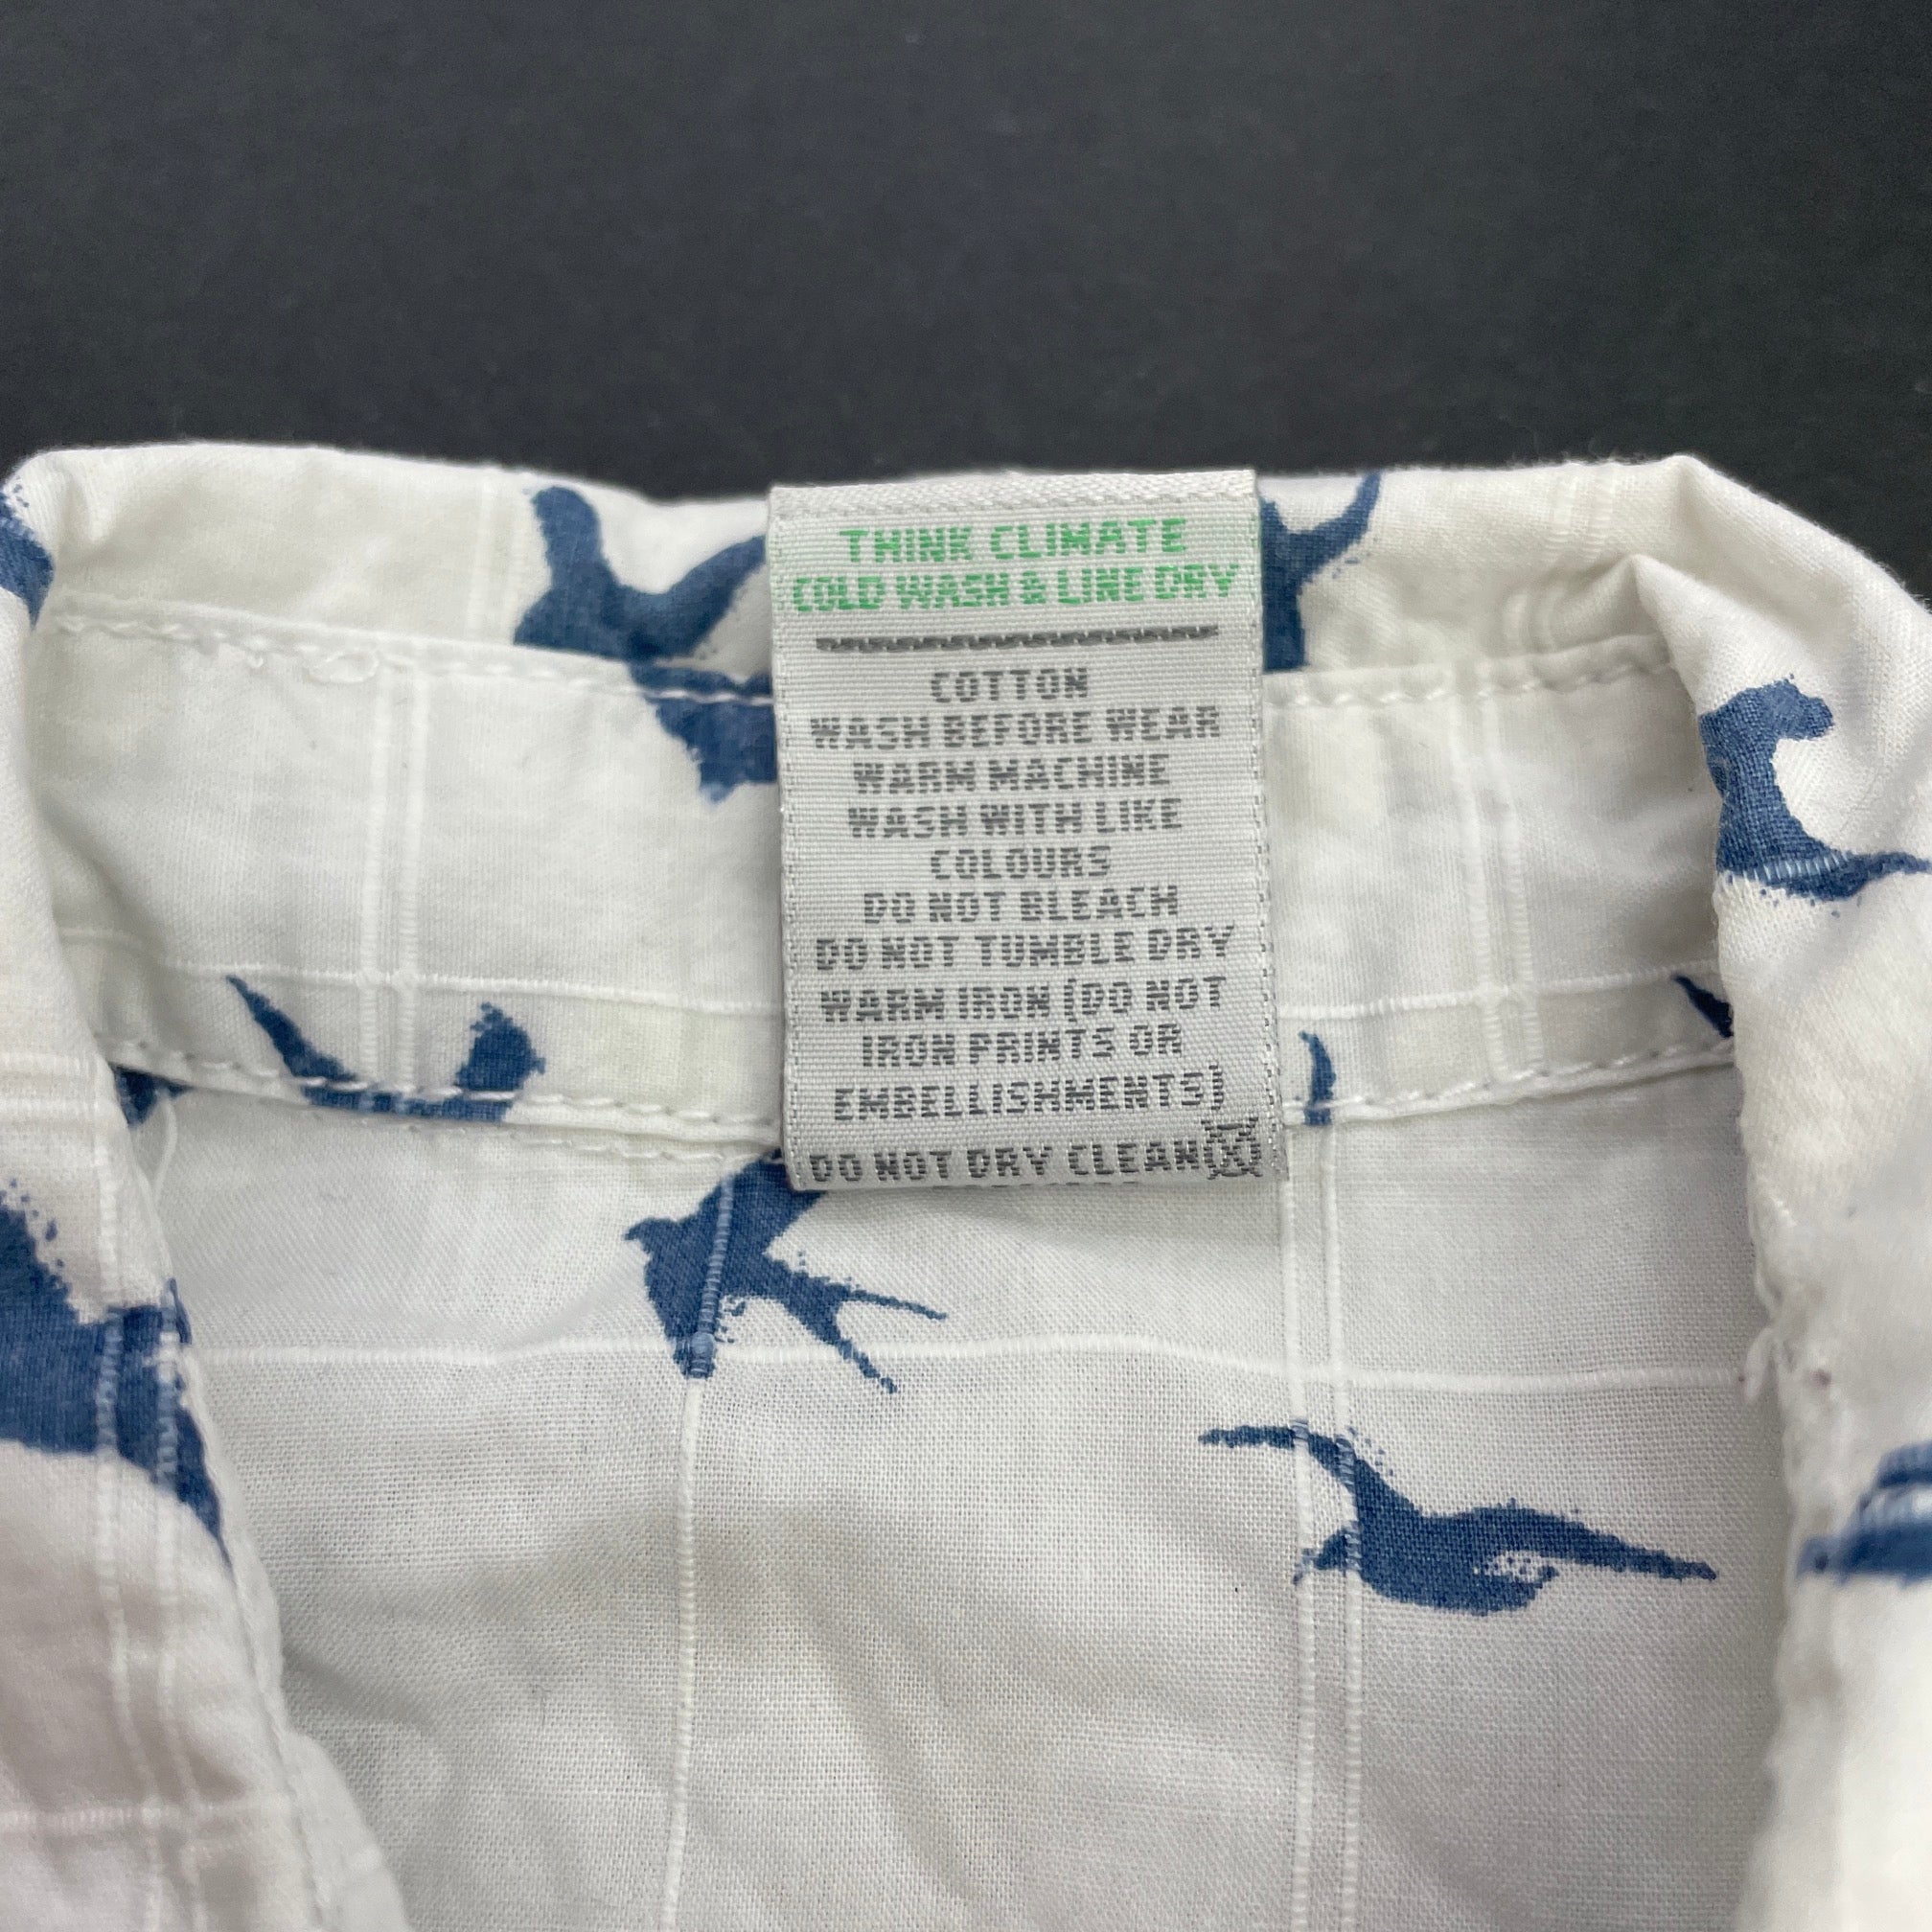 THINK CLIMATE
COLD WASH & LINE DRY
COTTON
WASH BEFORE WEAR
WARM MACHINE
WASH WITH LIKE
COLOURS
DO NOT BLEACH
DO NOT TUMBLE DRY
WARM IRON (DO NOT
IRON PRINTS OR
EMBELLISHMENTS)
DO NOT DRY CLEAN